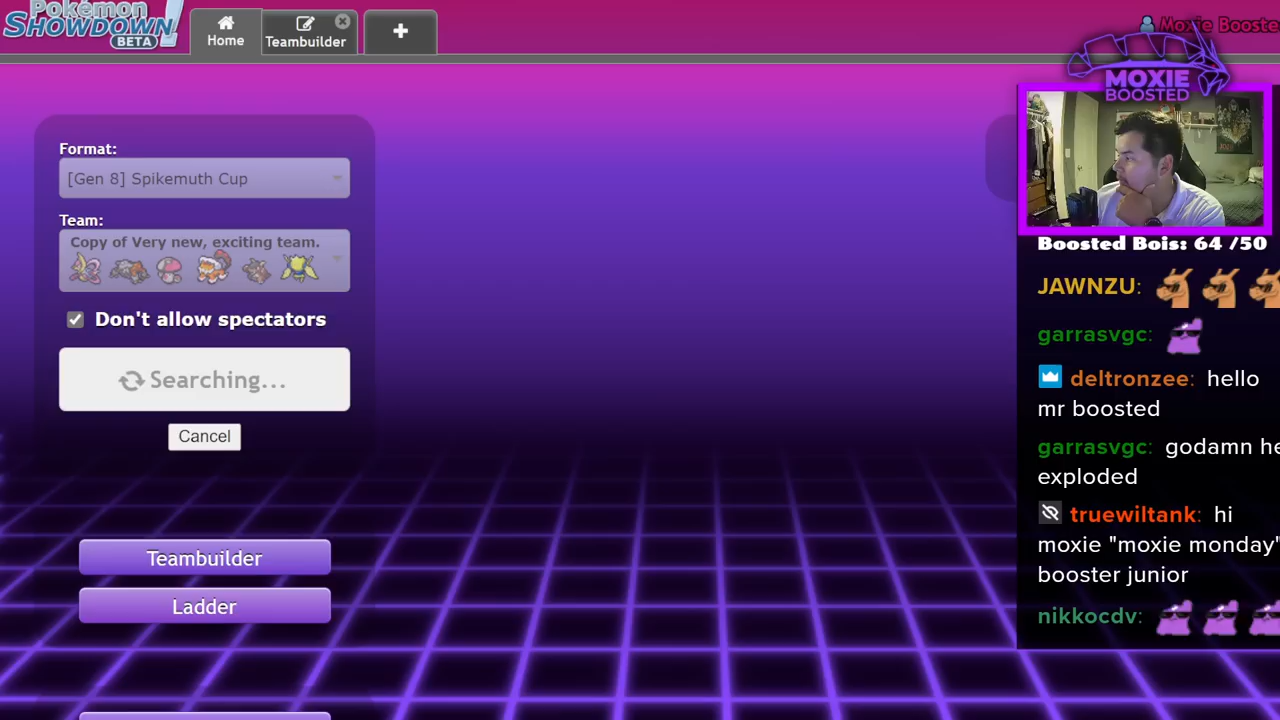 Pokémon
SHOWDOWN!
BETA
Home
Teambuilder
Moxie Booste
MOXIE
BOOSTED
Format:
[Gen 8] Spikemuth Cup
Team:
Copy of Very new, exciting team.
Don't allow spectators
Searching...
Cancel
Teambuilder
Ladder
Boosted Bois: 64 /50
JAWNZU:
garrasvgc:
deltronzee: hello
mr boosted
garrasvgc: godamn he
exploded
truewiltank: hi
moxie "moxie monday"
booster junior
nikkocdv: